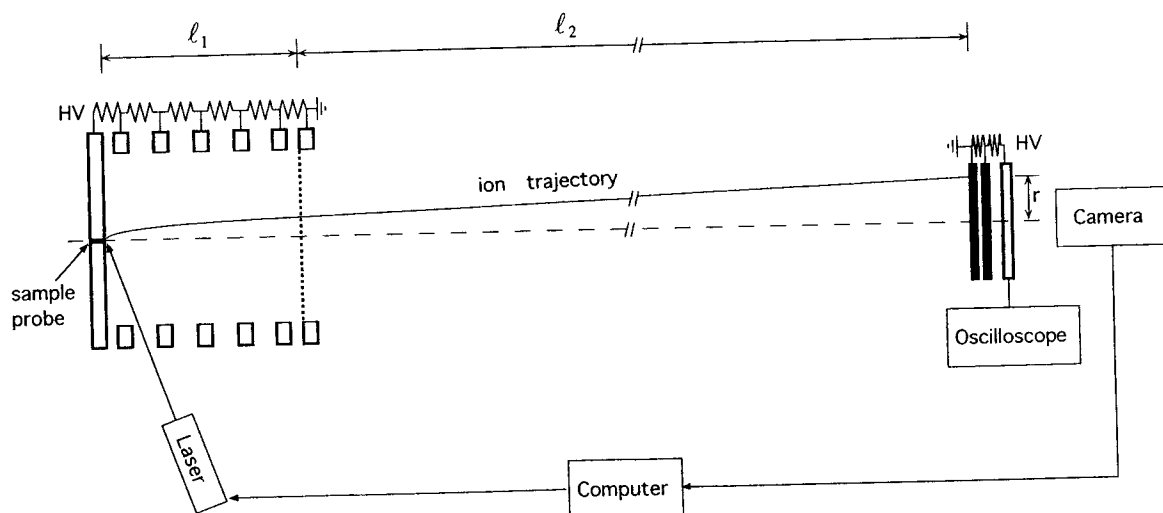 ℓ₁
ℓ₂
HV
HV
ion trajectory
r
Camera
sample
probe
Oscilloscope
Laser
Computer